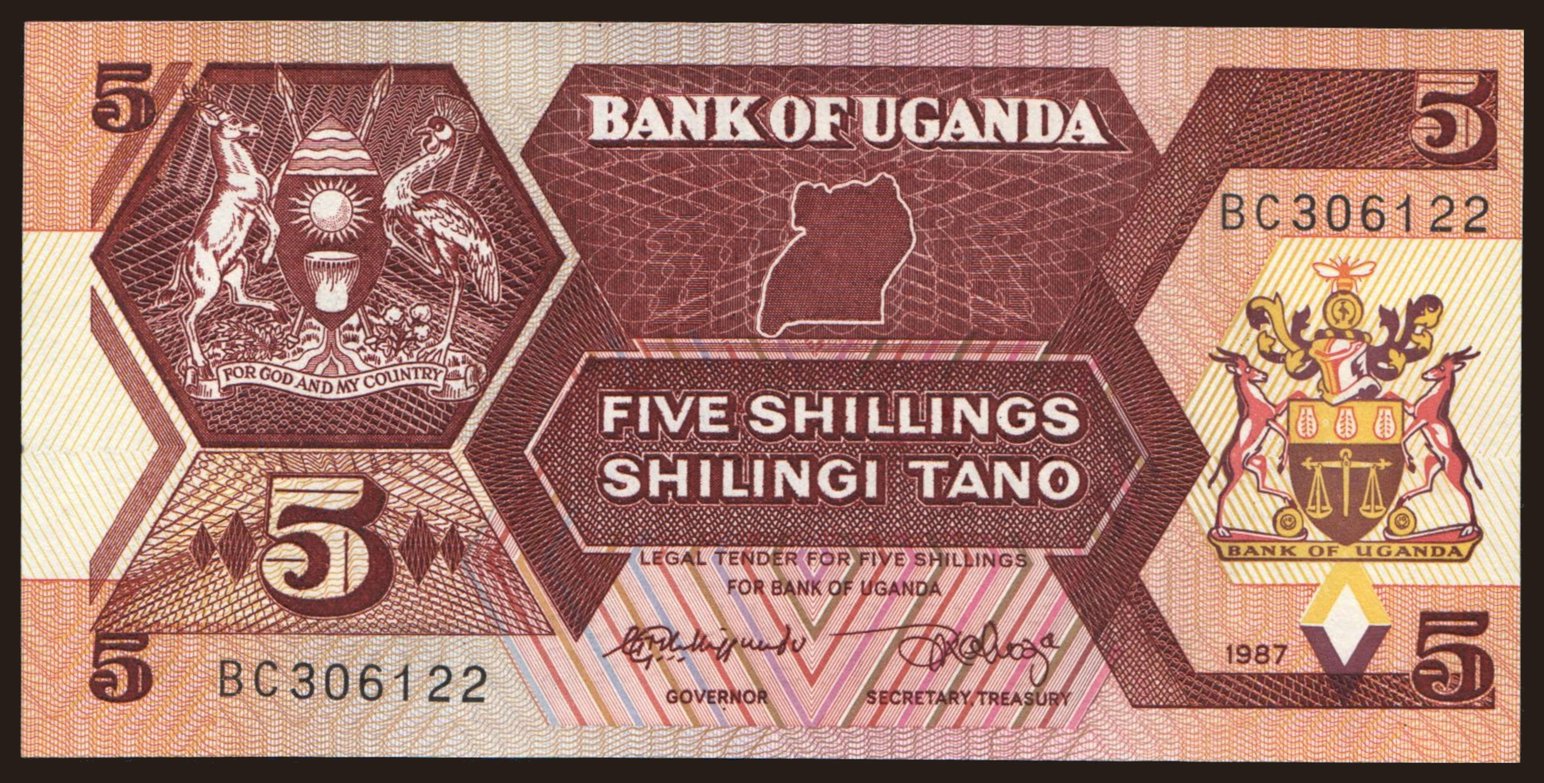 5
BANK OF UGANDA
5
BC306122
FOR GOD AND MY COUNTRY
FIVE SHILLINGS
SHILINGI TANO
5
BANK OF UGANDA
LEGAL TENDER FOR FIVE SHILLINGS
FOR BANK OF UGANDA
5
BC306122
GOVERNOR
SECRETARY, TREASURY
1987
5